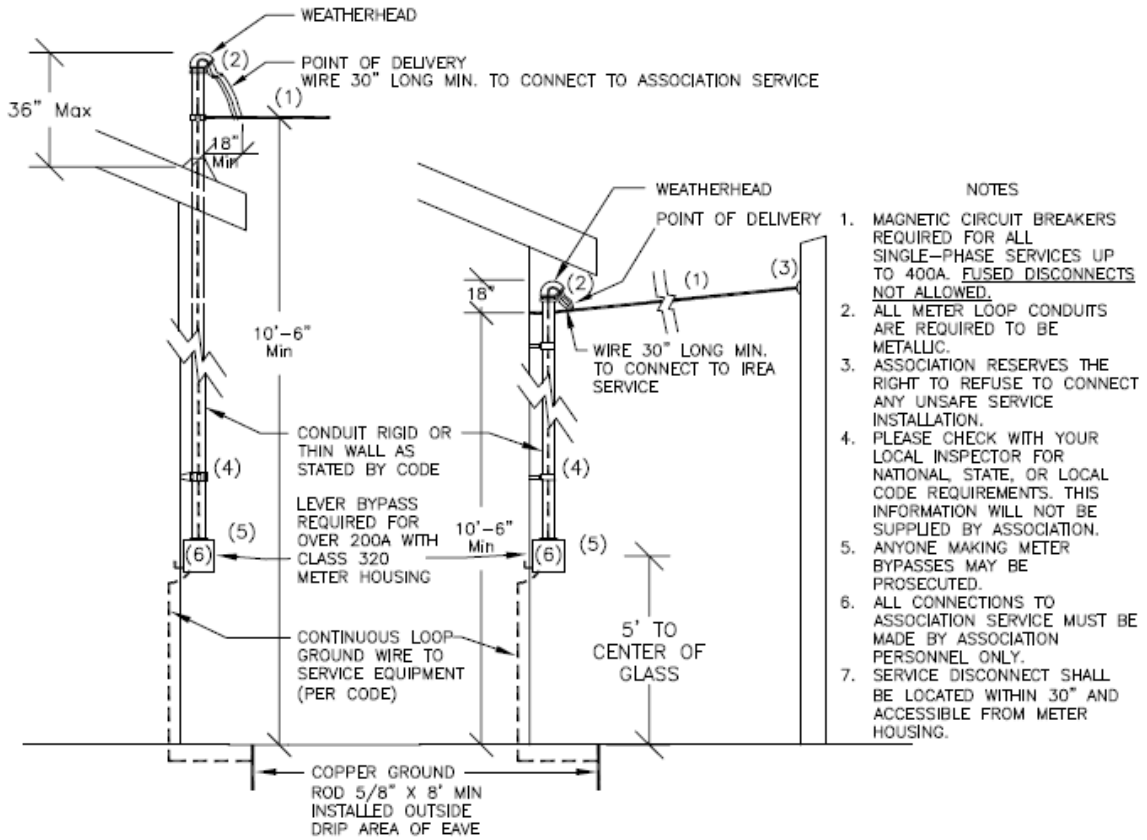 WEATHERHEAD
(2)
POINT OF DELIVERY
WIRE 30" LONG MIN. TO CONNECT TO ASSOCIATION SERVICE
(1)
36" Max
18"
Min
10'-6"
Min
CONDUIT RIGID OR
THIN WALL AS
STATED BY CODE
(4)
LEVER BYPASS
REQUIRED FOR
OVER 200A WITH
CLASS 320
METER HOUSING
(5)
(6)
CONTINUOUS LOOP
GROUND WIRE TO
SERVICE EQUIPMENT
(PER CODE)
COPPER GROUND
ROD 5/8" X 8' MIN
INSTALLED OUTSIDE
DRIP AREA OF EAVE
WEATHERHEAD
POINT OF DELIVERY
(2)
(1)
(3)
18"
WIRE 30" LONG MIN.
TO CONNECT TO IREA
SERVICE
(4)
10'-6"
Min
(5)
(6)
5' TO
CENTER OF
GLASS
NOTES
1. MAGNETIC CIRCUIT BREAKERS
REQUIRED FOR ALL
SINGLE-PHASE SERVICES UP
TO 400A. FUSED DISCONNECTS
NOT ALLOWED.
2. ALL METER LOOP CONDUITS
ARE REQUIRED TO BE
METALLIC.
3. ASSOCIATION RESERVES THE
RIGHT TO REFUSE TO CONNECT
ANY UNSAFE SERVICE
INSTALLATION.
4. PLEASE CHECK WITH YOUR
LOCAL INSPECTOR FOR
NATIONAL, STATE, OR LOCAL
CODE REQUIREMENTS. THIS
INFORMATION WILL NOT BE
SUPPLIED BY ASSOCIATION.
5. ANYONE MAKING METER
BYPASSES MAY BE
PROSECUTED.
6. ALL CONNECTIONS TO
ASSOCIATION SERVICE MUST BE
MADE BY ASSOCIATION
PERSONNEL ONLY.
7. SERVICE DISCONNECT SHALL
BE LOCATED WITHIN 30" AND
ACCESSIBLE FROM METER
HOUSING.